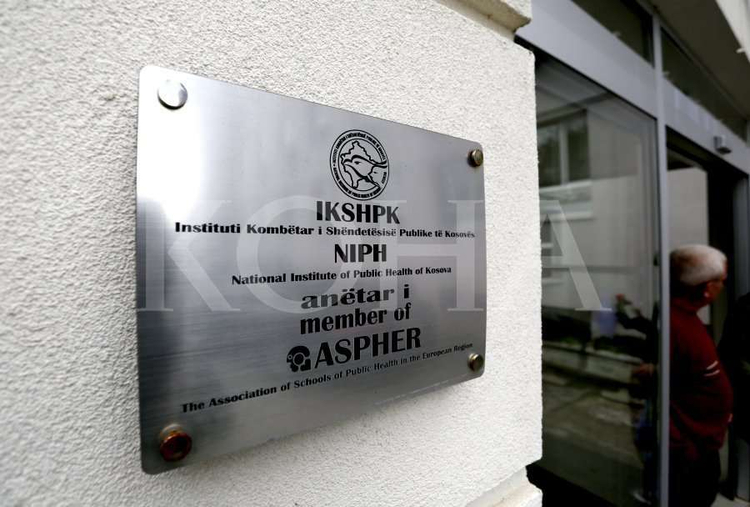 IKSHPK
Instituti Kombëtar i Shëndetësisë Publike të Kosovës
NIPH
National Institute of Public Health of Kosova
anëtar i
member of
ASPHER
The Association of Schools of Public Health in the European Region
KOHA